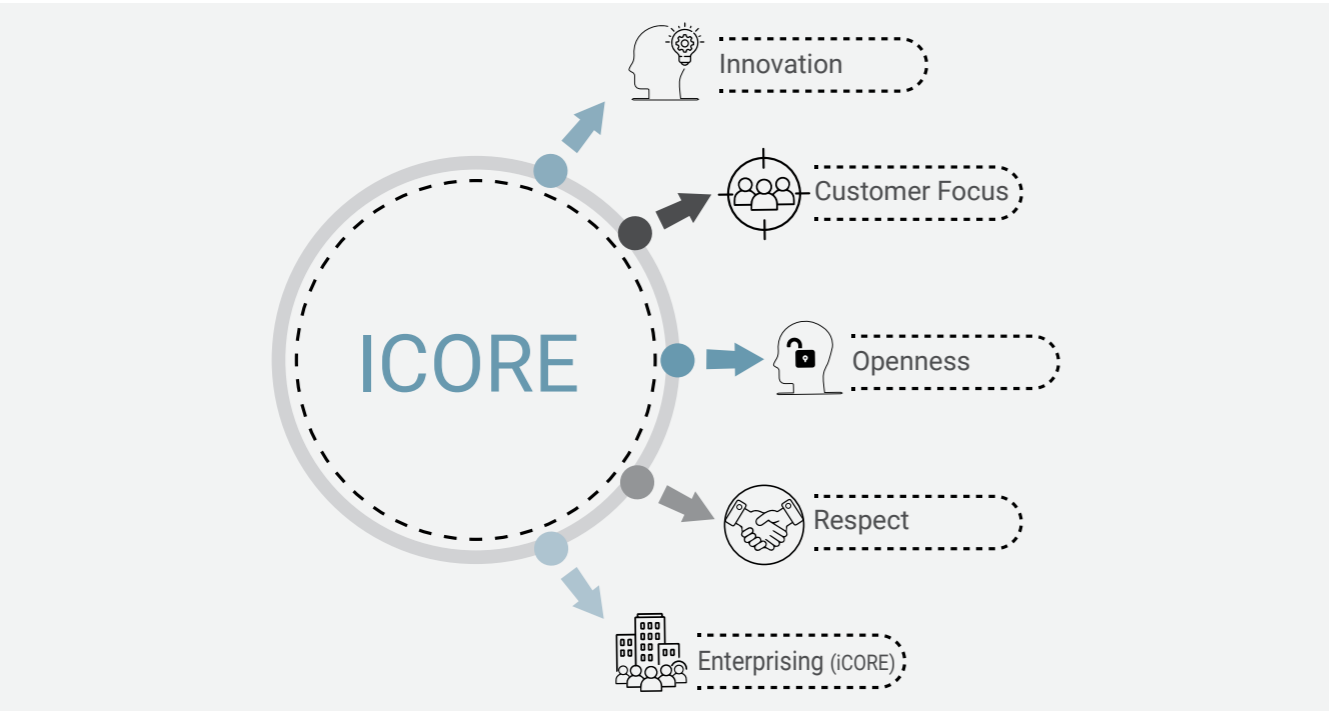 Innovation
Customer Focus
ICORE
Openness
Respect
Enterprising (iCORE)